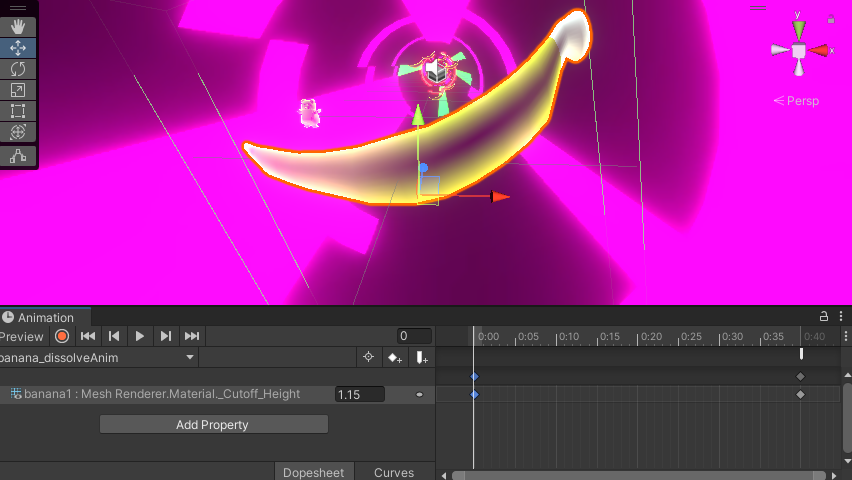 y
x
Persp
Animation
Preview
0
0:00 0:05 0:10 0:15 0:20 0:25 0:30 0:35 0:40
banana_dissolveAnim
banana1 : Mesh Renderer.Material._Cutoff_Height 1.15
Add Property
Dopesheet Curves